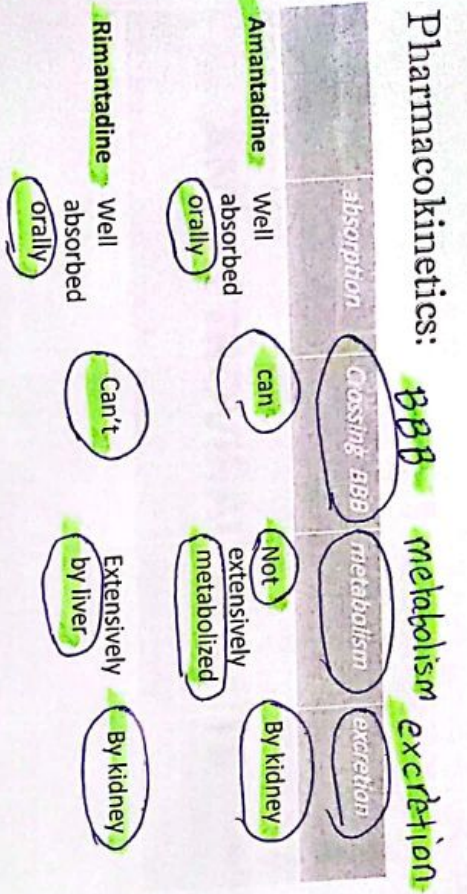 Pharmacokinetics:
BBB metabolism excretion
absorption Crossing BBB metabolism excretion
Amantadine Well absorbed orally can Not extensively metabolized By kidney
Rimantadine Well absorbed orally Can't Extensively by liver By kidney